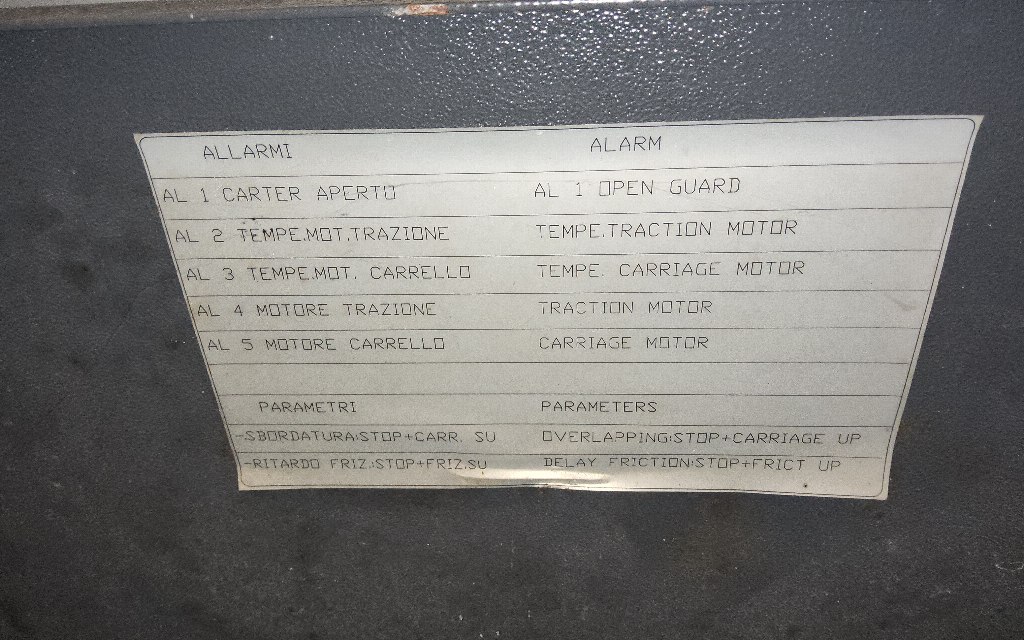 ALLARMI ALARM
AL 1 CARTER APERTO AL 1 OPEN GUARD
AL 2 TEMPE.MOT.TRAZIONE TEMPE.TRACTION MOTOR
AL 3 TEMPE.MOT. CARRELLO TEMPE. CARRIAGE MOTOR
AL 4 MOTORE TRAZIONE TRACTION MOTOR
AL 5 MOTORE CARRELLO CARRIAGE MOTOR
PARAMETRI PARAMETERS
-SBORDATURA:STOP+CARR. SU OVERLAPPING:STOP+CARRIAGE UP
-RITARDO FRIZ.:STOP+FRIZ.SU DELAY FRICTION:STOP+FRICT UP